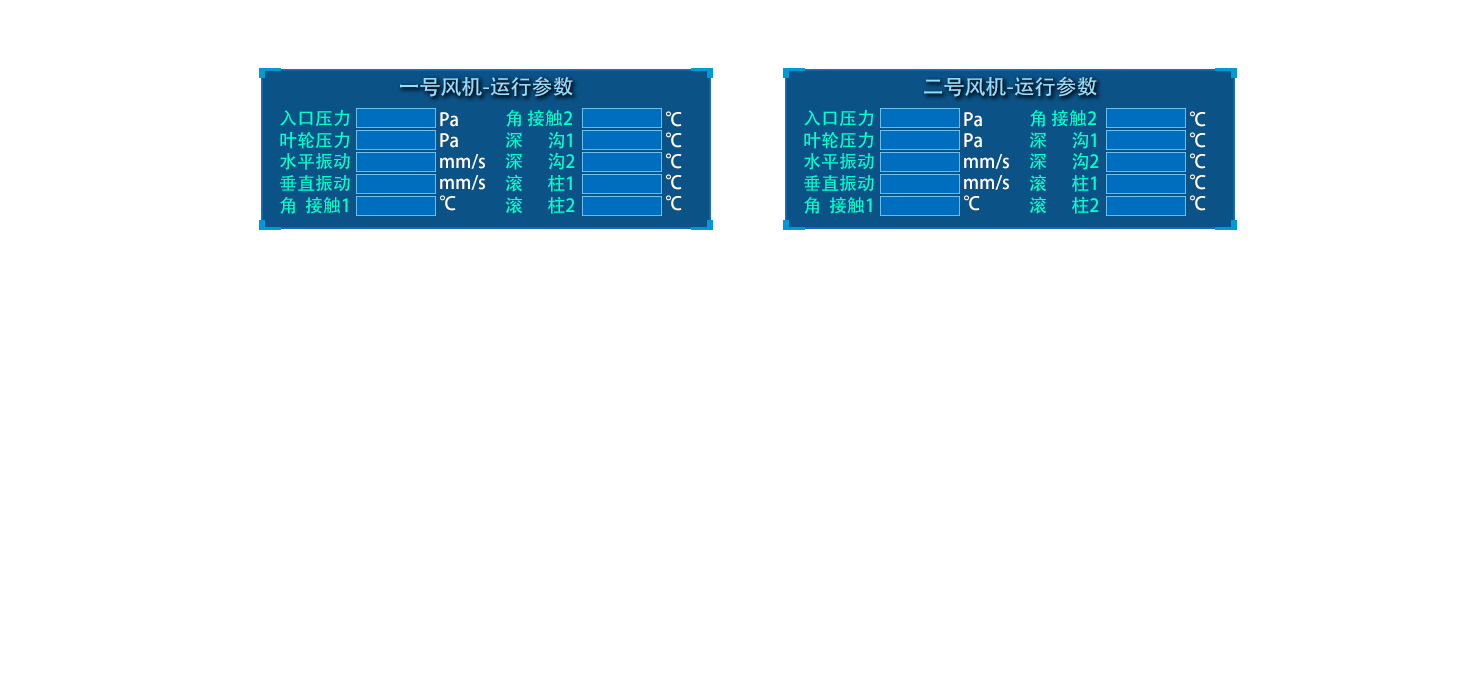 一号风机-运行参数
入口压力 Pa 角 接触2 ℃
叶轮压力 Pa 深 沟1 ℃
水平振动 mm/s 深 沟2 ℃
垂直振动 mm/s 滚 柱1 ℃
角 接触1 ℃ 滚 柱2 ℃
二号风机-运行参数
入口压力 Pa 角 接触2 ℃
叶轮压力 Pa 深 沟1 ℃
水平振动 mm/s 深 沟2 ℃
垂直振动 mm/s 滚 柱1 ℃
角 接触1 ℃ 滚 柱2 ℃